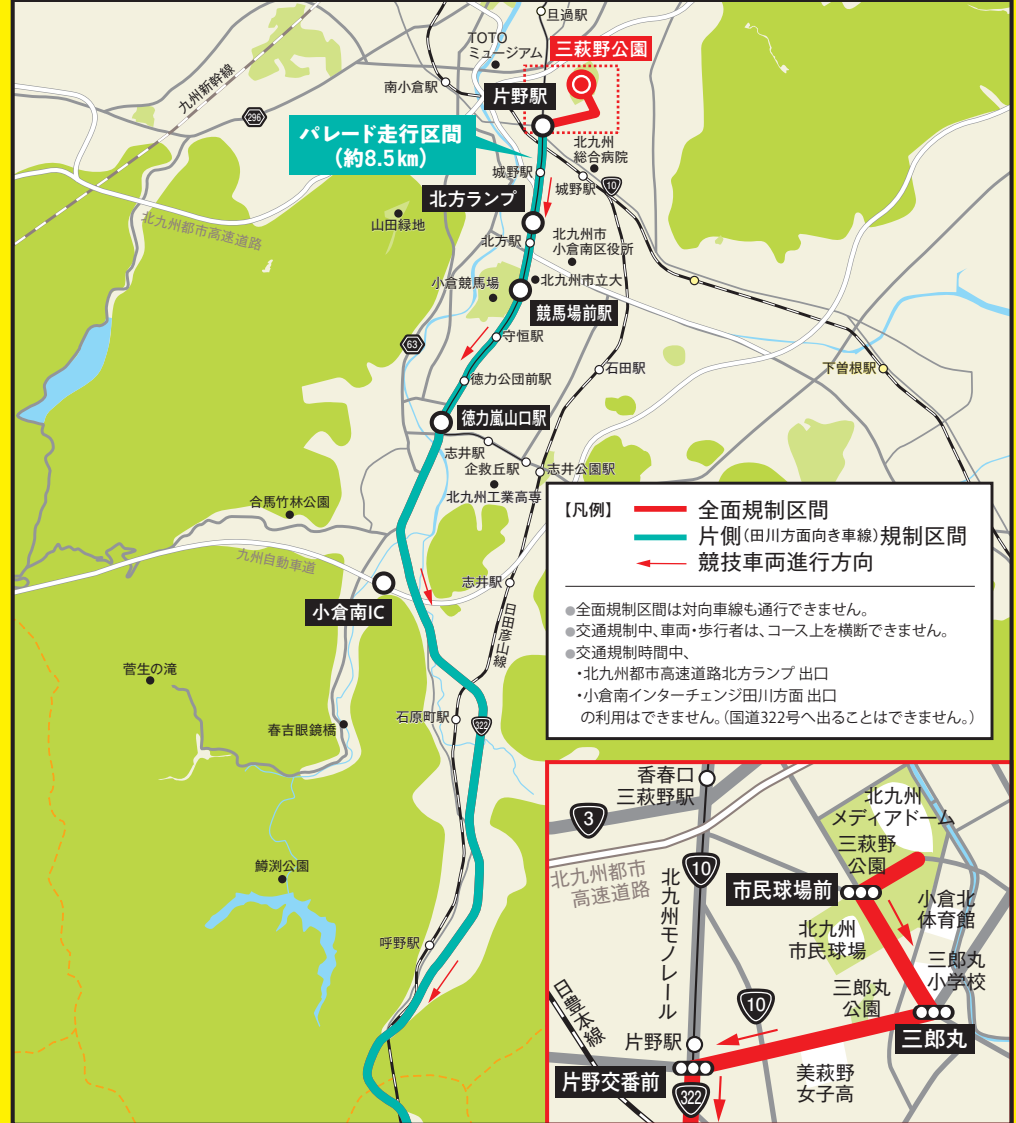 旦過駅
TOTO
ミュージアム
三萩野公園
九州新幹線
南小倉駅
片野駅
296
パレード走行区間
(約8.5km)
北九州
総合病院
城野駅
城野駅
10
北方ランプ
山田緑地
北九州都市高速道路
北方駅
北九州市
小倉南区役所
小倉競馬場
北九州市立大
競馬場前駅
63
守恒駅
石田駅
下曽根駅
徳力公団前駅
徳力嵐山口駅
志井駅
企救丘駅
志井公園駅
北九州工業高専
合馬竹林公園
九州自動車道
小倉南IC
志井駅
日田彦山線
菅生の滝
石原町駅
322
春吉眼鏡橋
鱒渕公園
呼野駅
【凡例】
全面規制区間
片側(田川方面向き車線)規制区間
競技車両進行方向
●全面規制区間は対向車線も通行できません。
●交通規制中、車両・歩行者は、コース上を横断できません。
●交通規制時間中、
・北九州都市高速道路北方ランプ 出口
・小倉南インターチェンジ田川方面 出口
の利用はできません。(国道322号へ出ることはできません。)
香春口
三萩野駅
3
北九州
メディアドーム
三萩野
公園
10
北九州都市
高速道路
北九州モノレール
市民球場前
小倉北
体育館
北九州
市民球場
三郎丸
小学校
三郎丸
公園
日豊本線
10
片野駅
三郎丸
片野交番前
美萩野
女子高
322